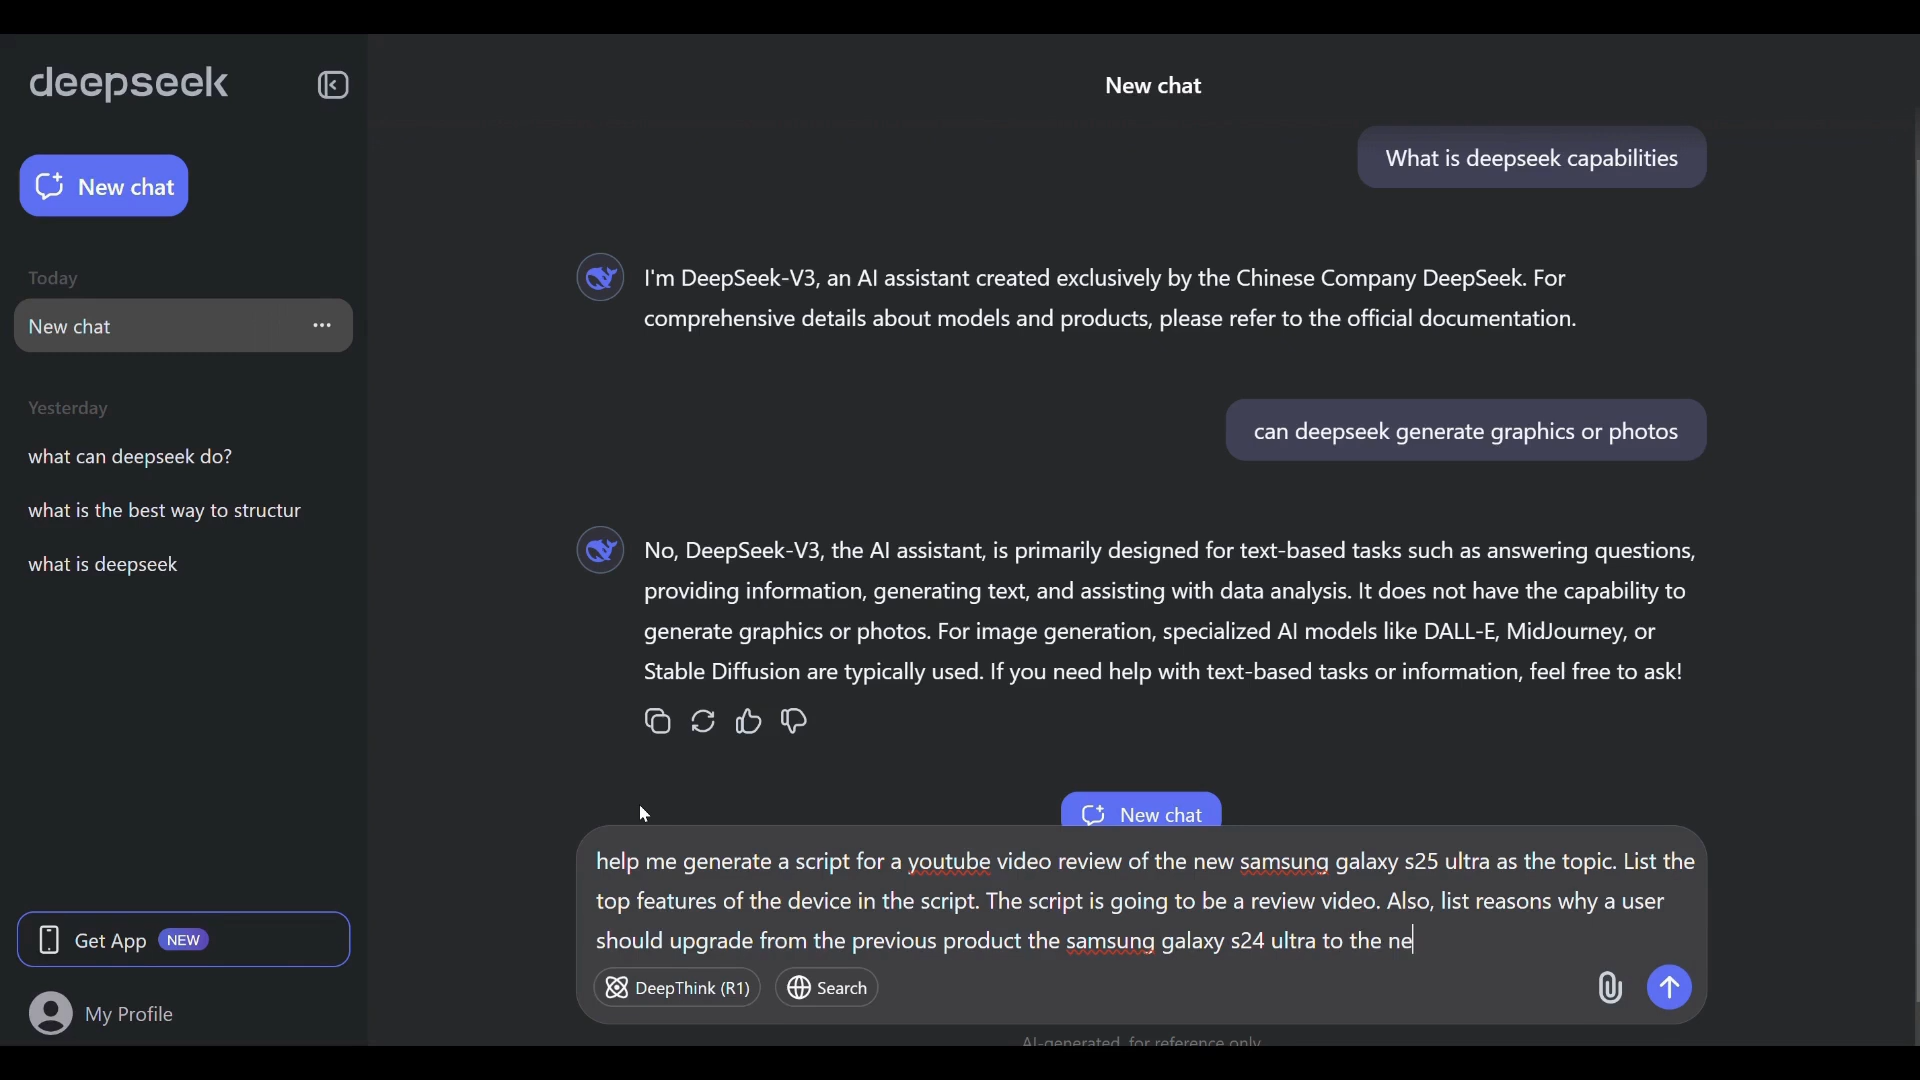 deepseek
New chat
Today
New chat
Yesterday
what can deepseek do?
what is the best way to structur
what is deepseek
Get App NEW
My Profile
New chat
What is deepseek capabilities
I'm DeepSeek-V3, an AI assistant created exclusively by the Chinese Company DeepSeek. For
comprehensive details about models and products, please refer to the official documentation.
can deepseek generate graphics or photos
No, DeepSeek-V3, the AI assistant, is primarily designed for text-based tasks such as answering questions,
providing information, generating text, and assisting with data analysis. It does not have the capability to
generate graphics or photos. For image generation, specialized AI models like DALL-E, MidJourney, or
Stable Diffusion are typically used. If you need help with text-based tasks or information, feel free to ask!
New chat
help me generate a script for a youtube video review of the new samsung galaxy s25 ultra as the topic. List the
top features of the device in the script. The script is going to be a review video. Also, list reasons why a user
should upgrade from the previous product the samsung galaxy s24 ultra to the ne
DeepThink (R1) Search
AI-generated, for reference only